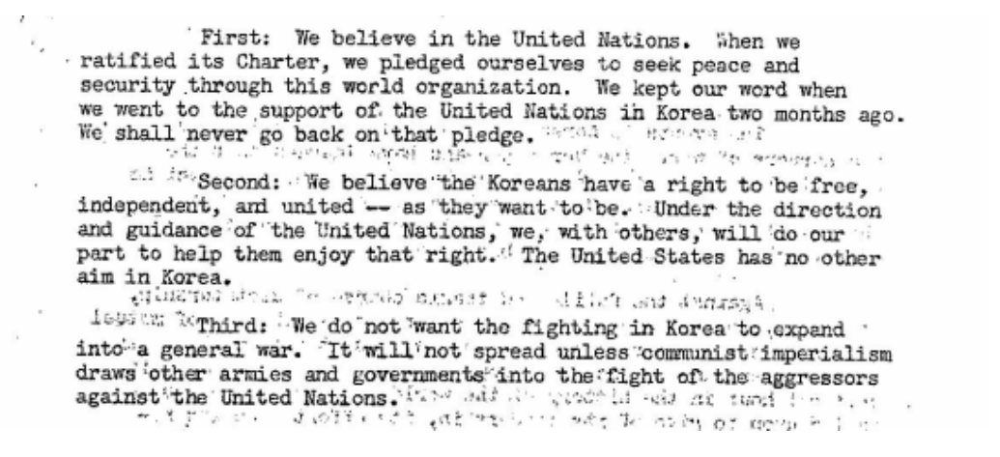 First: We believe in the United Nations. When we
ratified its Charter, we pledged ourselves to seek peace and
security through this world organization. We kept our word when
we went to the support of the United Nations in Korea two months ago.
We shall never go back on that pledge.
Second: We believe the Koreans have a right to be free,
independent, and united -- as they want to be. Under the direction
and guidance of the United Nations, we, with others, will do our
part to help them enjoy that right. The United States has no other
aim in Korea.
Third: We do not want the fighting in Korea to expand
into a general war. It will not spread unless communist imperialism
draws other armies and governments into the fight of the aggressors
against the United Nations.